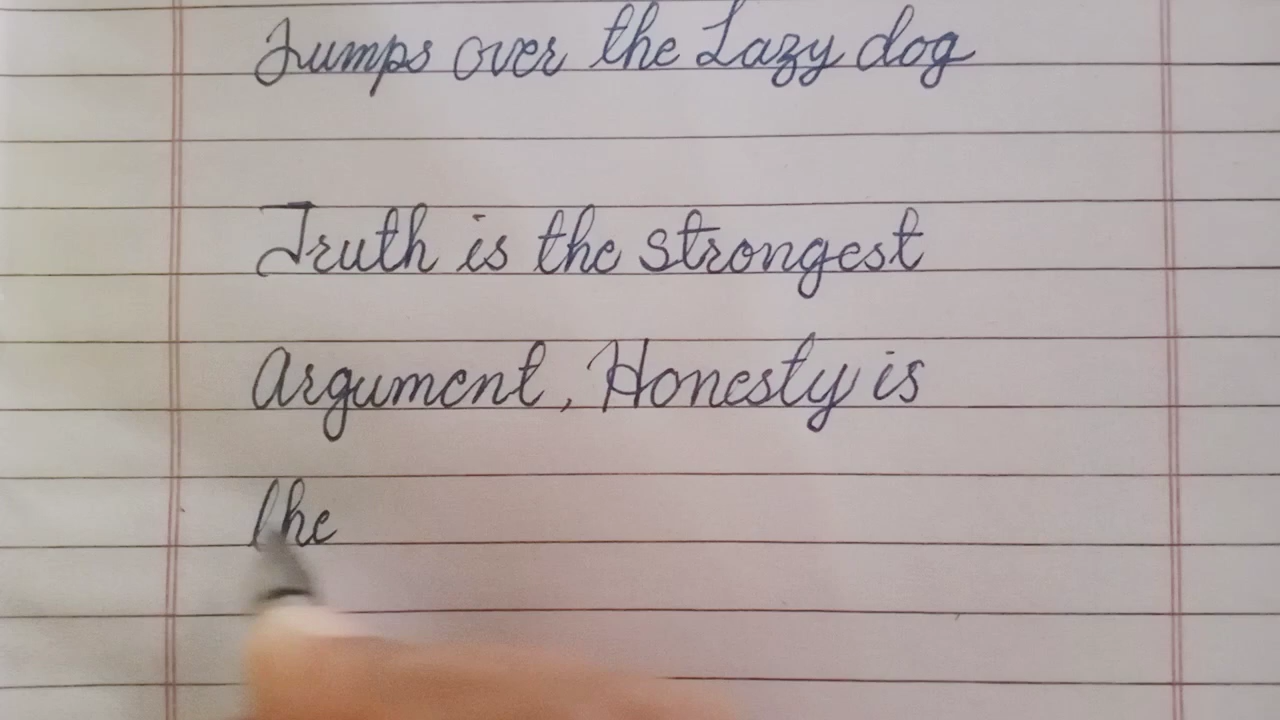 Jumps over the Lazy dog
Truth is the strongest
Argument, Honesty is
the